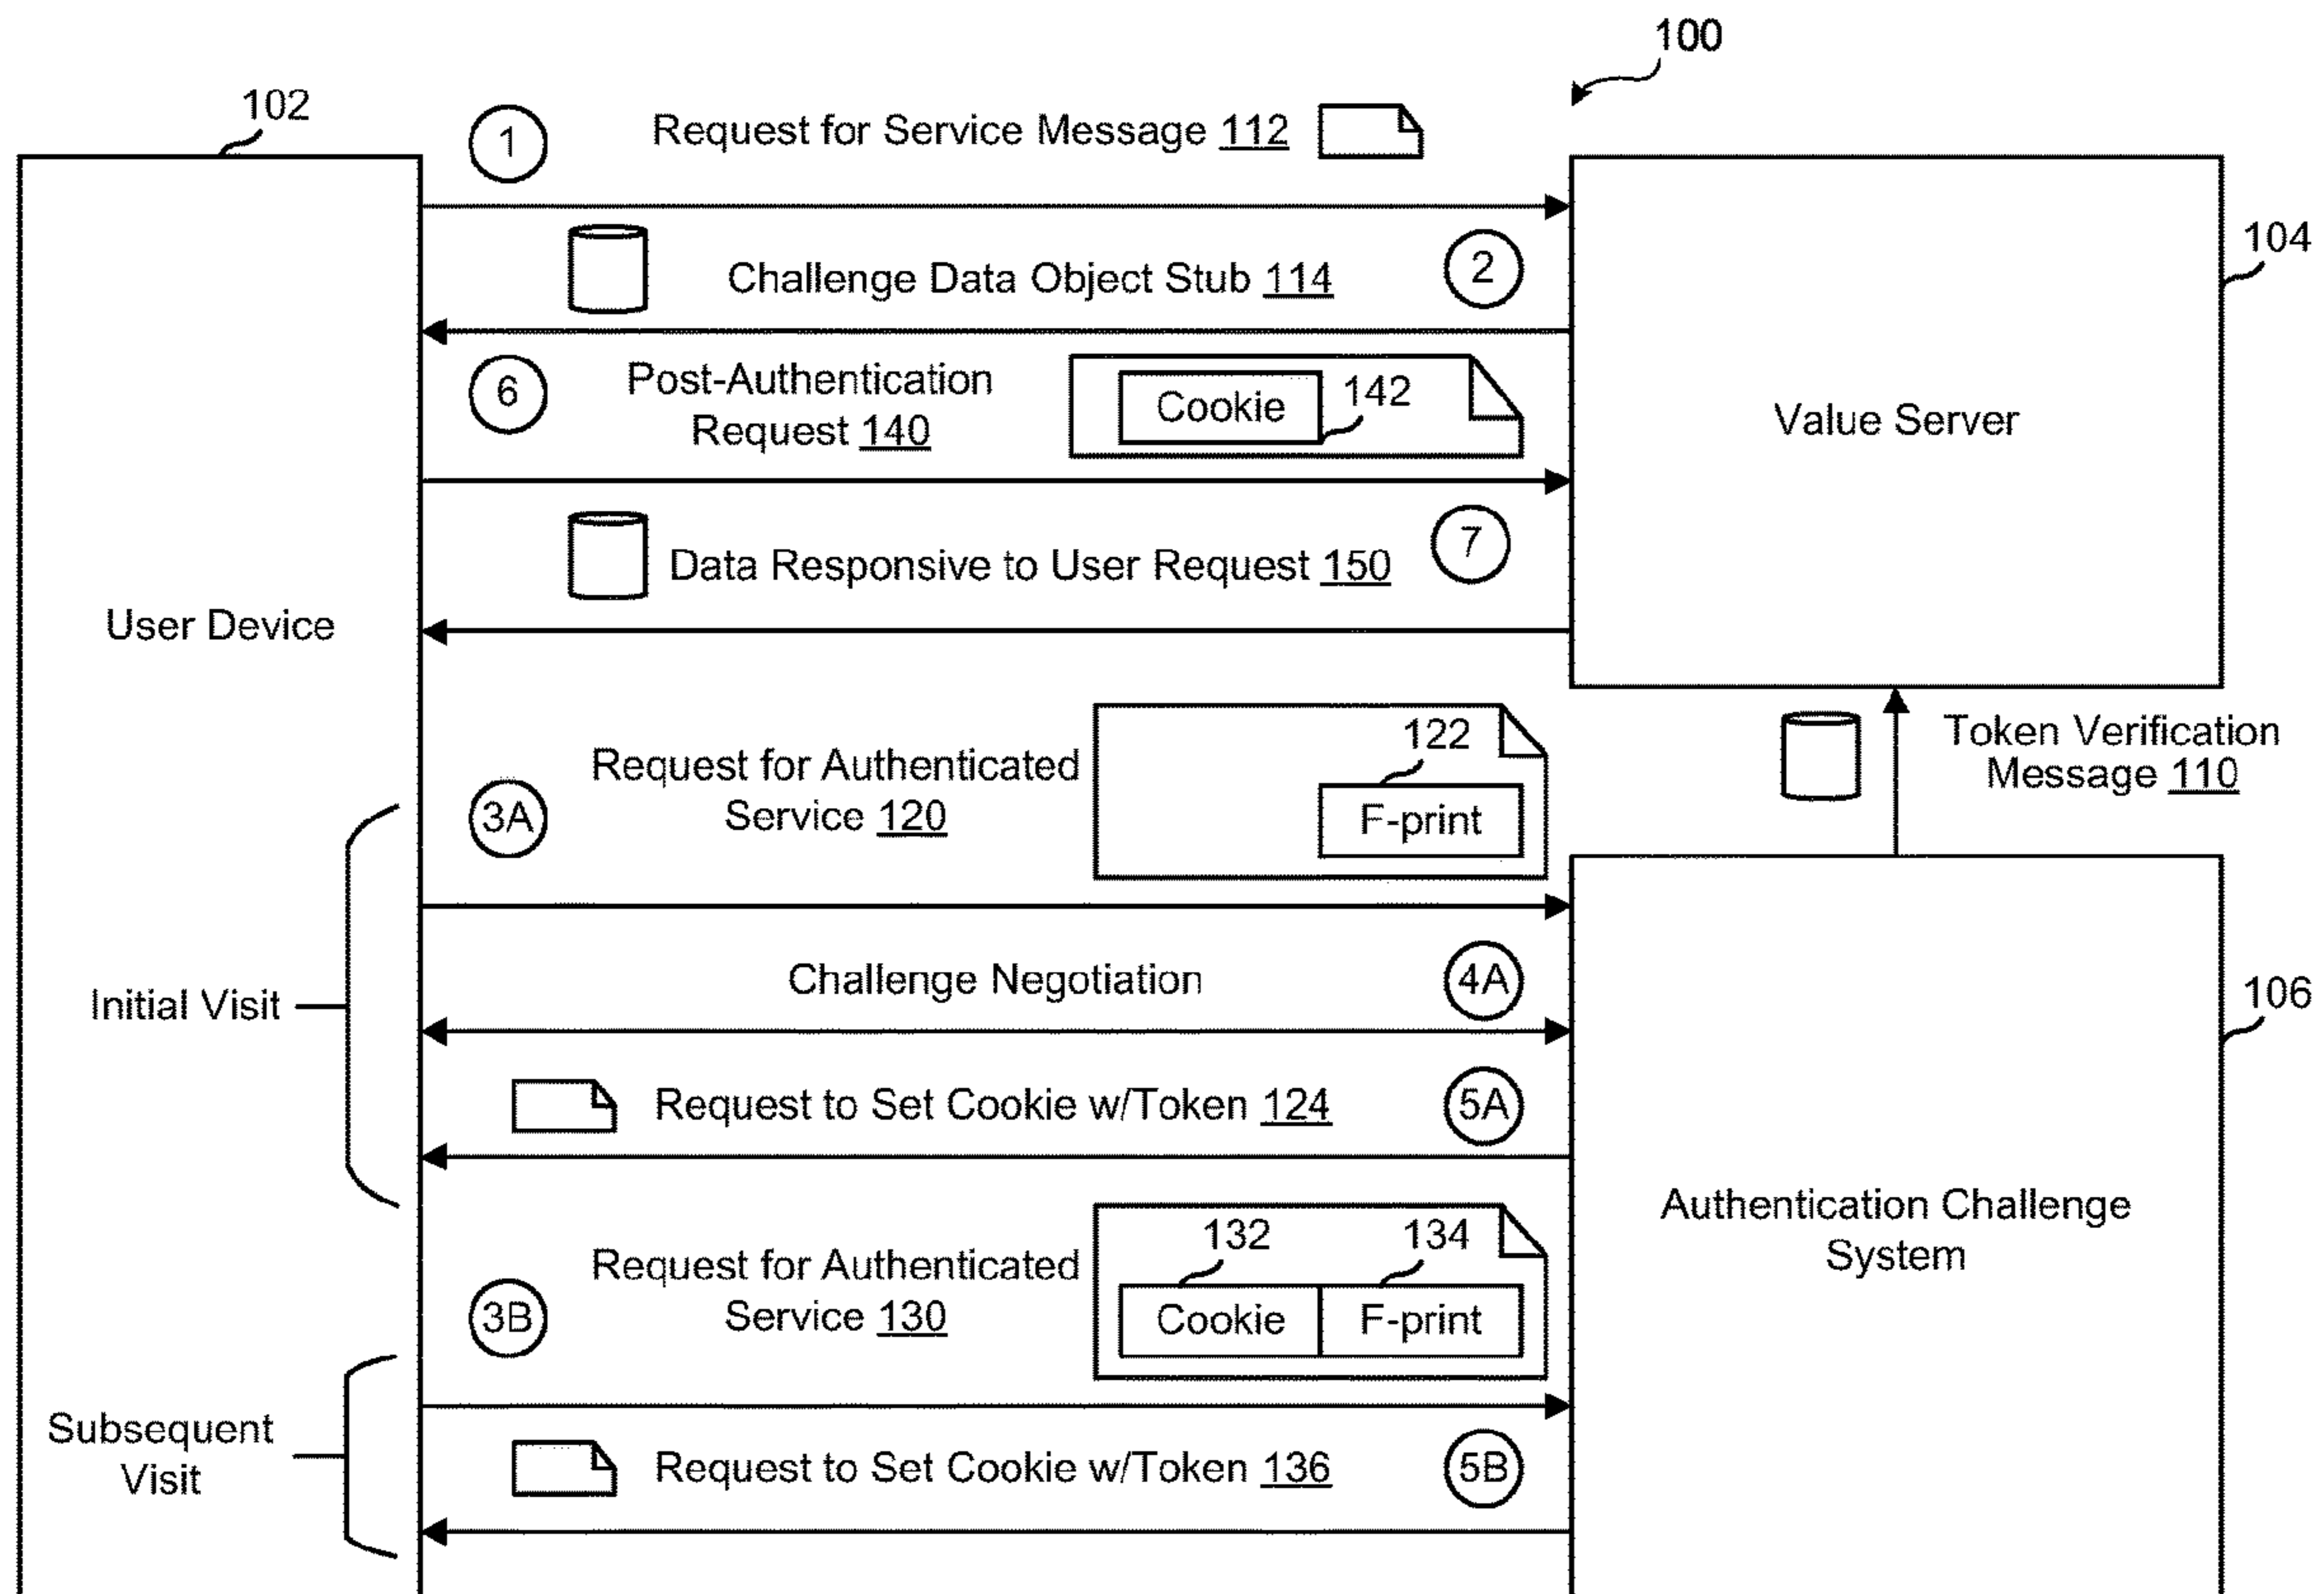 100
102
1
Request for Service Message 112
104
2
Challenge Data Object Stub 114
6
Post-Authentication
Request 140
Cookie
142
Value Server
7
Data Responsive to User Request 150
User Device
122
Request for Authenticated
Service 120
3A
F-print
Token Verification
Message 110
Challenge Negotiation
4A
Initial Visit
106
Request to Set Cookie w/Token 124
5A
Authentication Challenge
System
132
134
Request for Authenticated
Service 130
3B
Cookie
F-print
Subsequent
Visit
Request to Set Cookie w/Token 136
5B